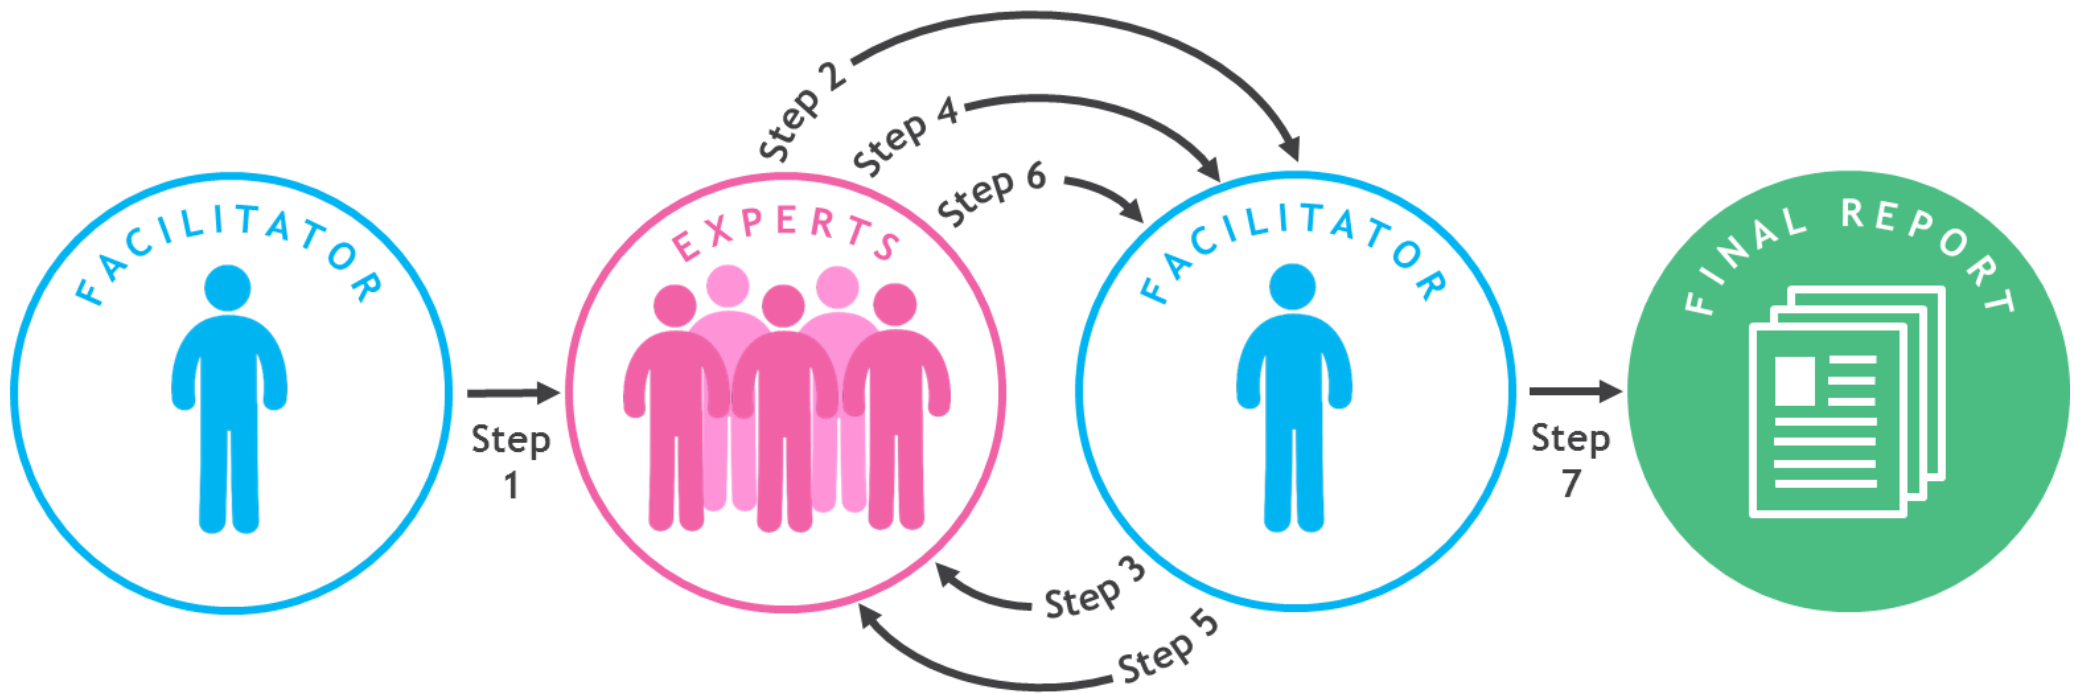 FACILITATOR
Step
1
EXPERTS
Step 2
Step 4
Step 6
Step 3
Step 5
FACILITATOR
Step
7
FINAL REPORT